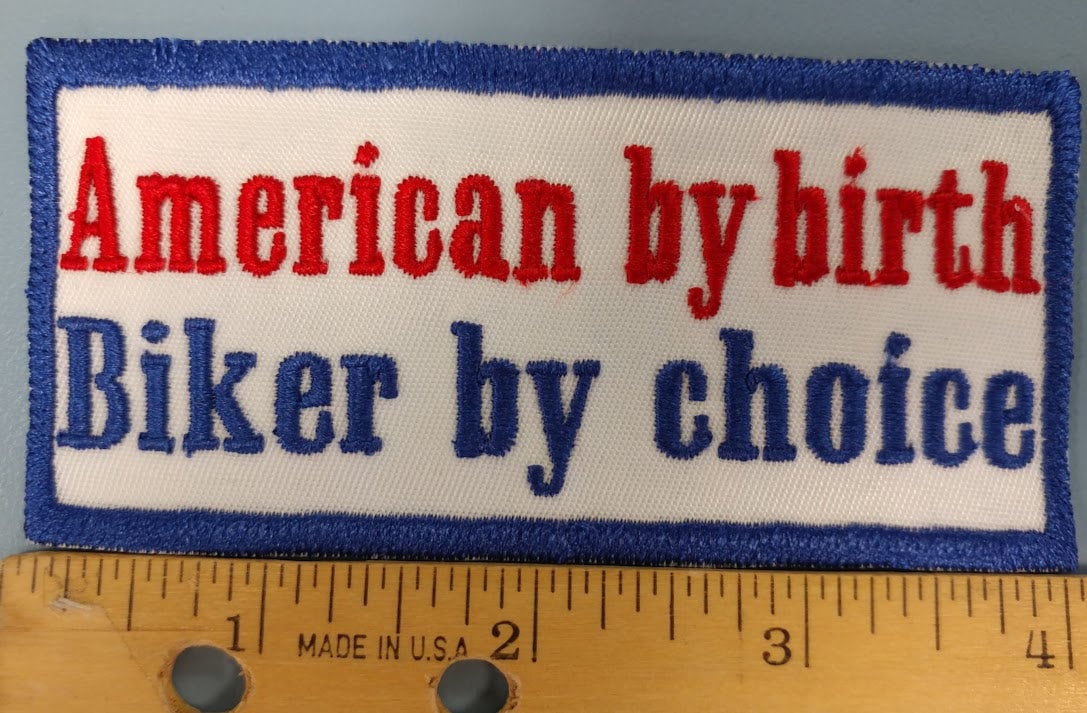 American by birth
Biker by choice
1 MADE IN U.S.A 2 3 4